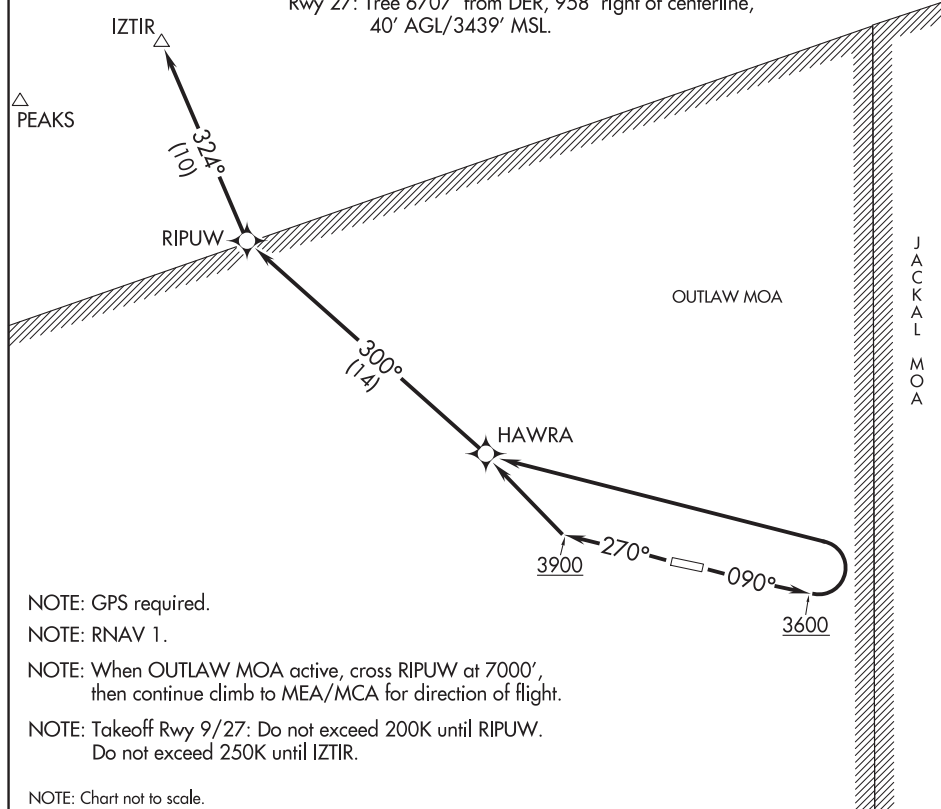 Rwy 27: Tree 6707' from DER, 958' right of centerline,
40' AGL/3439' MSL.
IZTIR
PEAKS
324°
(10)
RIPUW
JACKAL MOA
OUTLAW MOA
300°
(14)
HAWRA
270°
090°
3900
3600
NOTE: GPS required.
NOTE: RNAV 1.
NOTE: When OUTLAW MOA active, cross RIPUW at 7000',
then continue climb to MEA/MCA for direction of flight.
NOTE: Takeoff Rwy 9/27: Do not exceed 200K until RIPUW.
Do not exceed 250K until IZTIR.
NOTE: Chart not to scale.